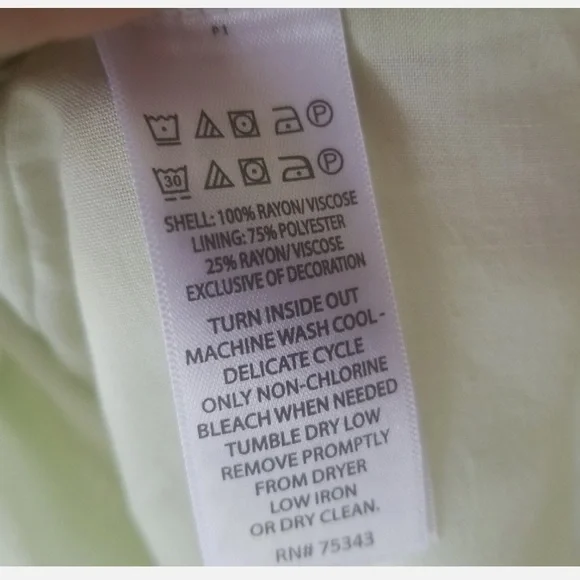 P1
P
30 P
SHELL: 100% RAYON/VISCOSE
LINING: 75% POLYESTER
25% RAYON/VISCOSE
EXCLUSIVE OF DECORATION
TURN INSIDE OUT
MACHINE WASH COOL-
DELICATE CYCLE
ONLY NON-CHLORINE
BLEACH WHEN NEEDED
TUMBLE DRY LOW
REMOVE PROMPTLY
FROM DRYER
LOW IRON
OR DRY CLEAN.
RN# 75343